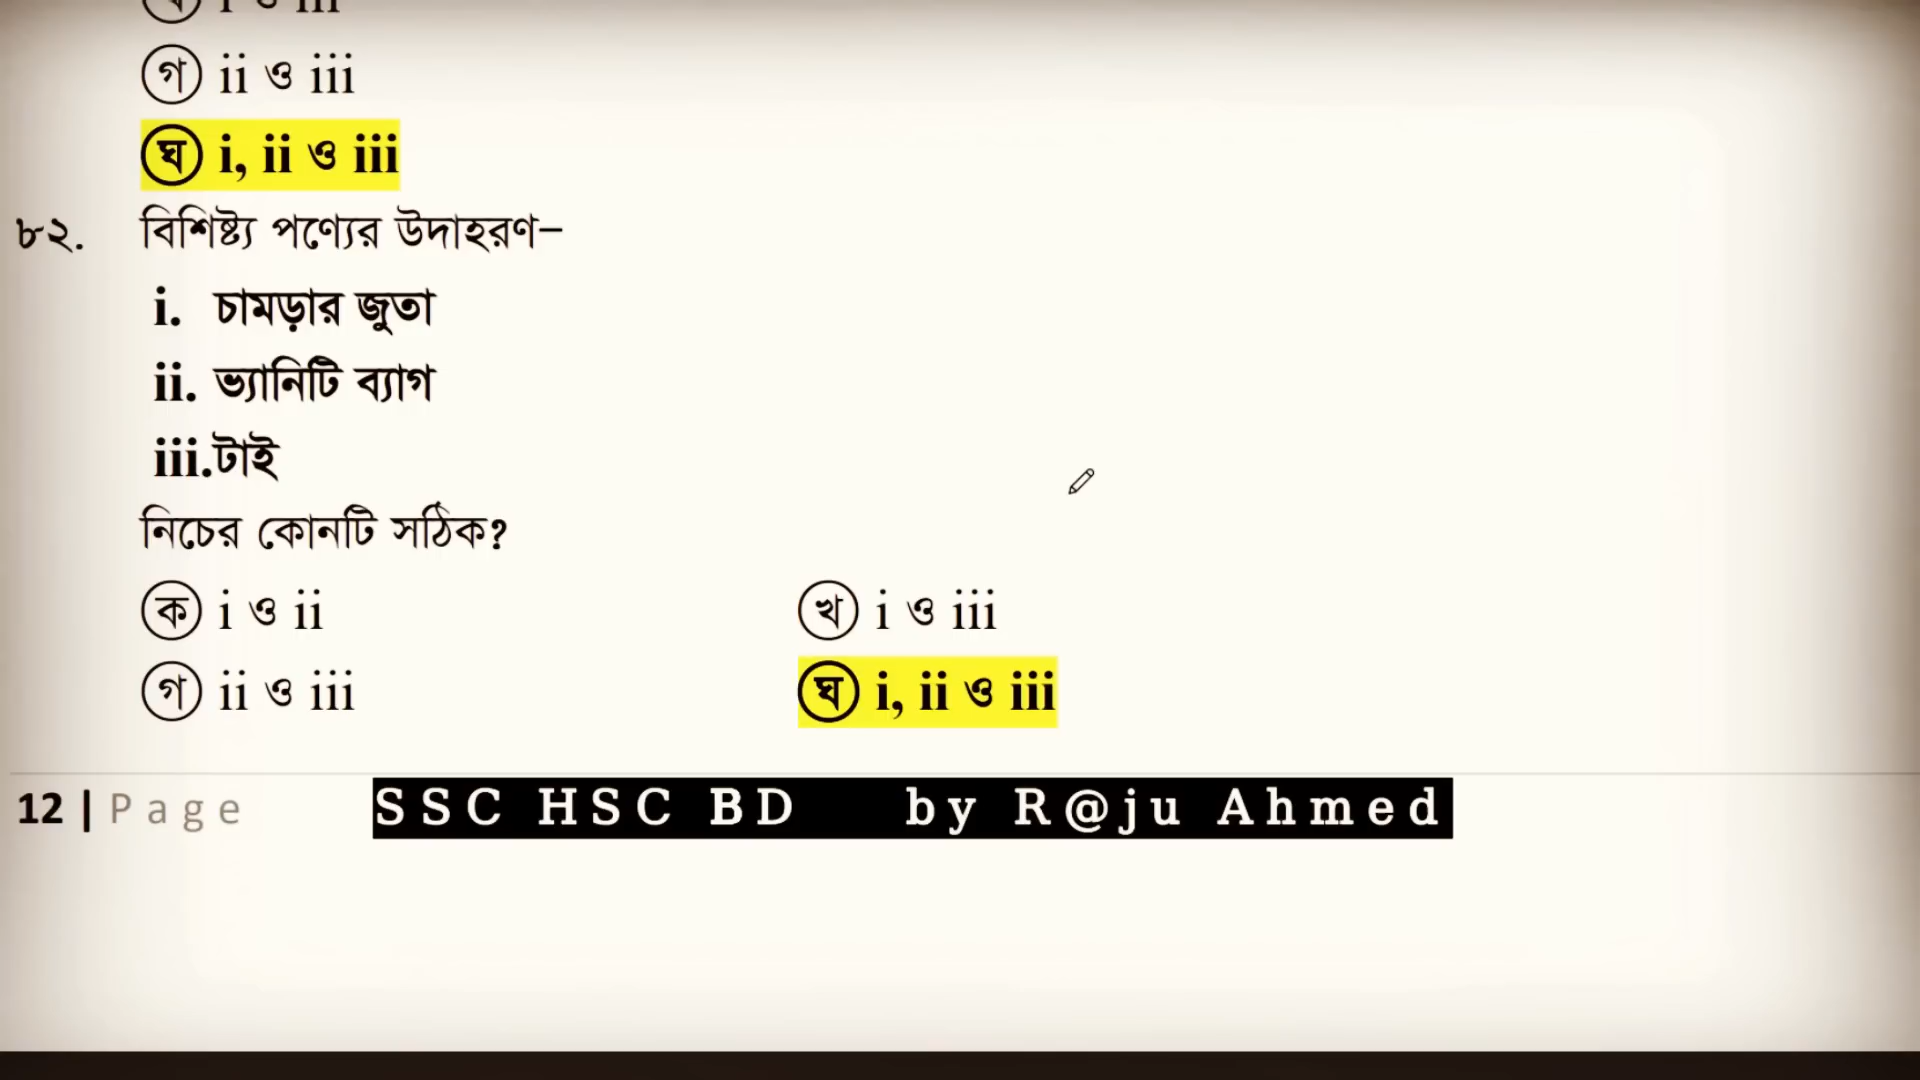 i ও iii
গ ii ও iii
ঘ i, ii ও iii
৮২. বিশিষ্ট্য পণ্যের উদাহরণ–
i. চামড়ার জুতা
ii. ভ্যানিটি ব্যাগ
iii.টাই
নিচের কোনটি সঠিক?
ক i ও ii খ i ও iii
গ ii ও iii ঘ i, ii ও iii
12 | Page SSC HSC BD by R@ju Ahmed